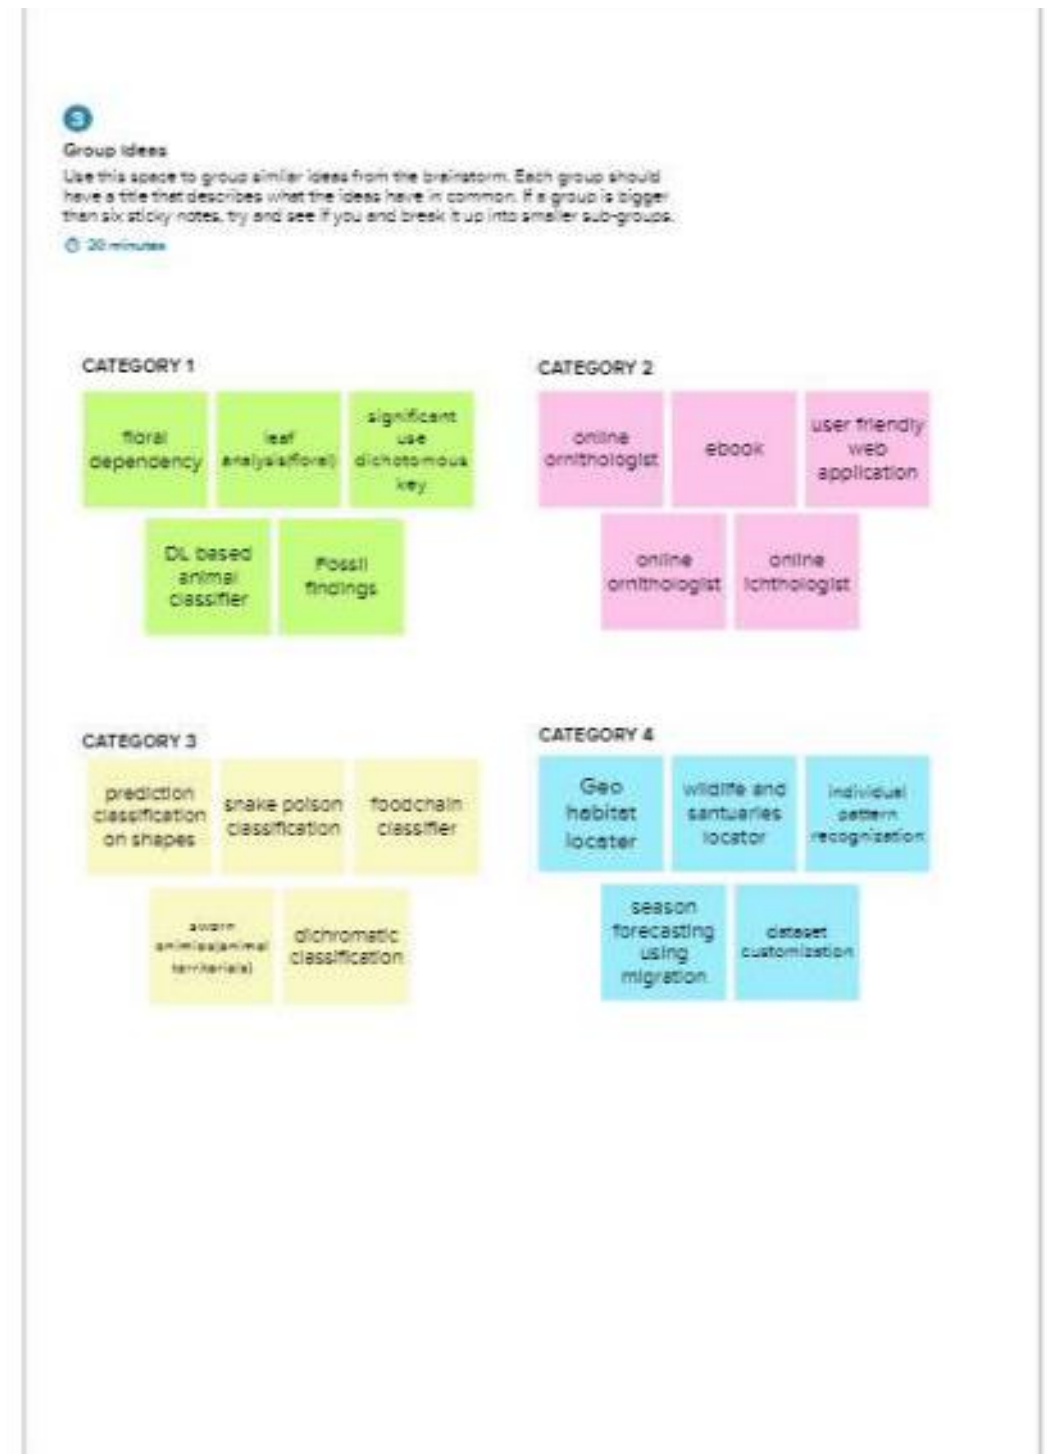 3
Group ideas
Use this space to group similar ideas from the brainstorm. Each group should
have a title that describes what the ideas have in common. If a group is bigger
than six sticky notes, try and see if you and break it up into smaller sub-groups.
20 minutes
CATEGORY 1
floral
dependency
leaf
analysis(floral)
significant
use
dichotomous
key
DL based
animal
classifier
Fossil
findings
CATEGORY 2
online
ornithologist
ebook
user friendly
web
application
online
ornithologist
online
ichthologist
CATEGORY 3
prediction
classification
on shapes
snake poison
classification
foodchain
classifier
dichromatic
classification
CATEGORY 4
Geo
habitat
locater
wildlife and
santuaries
locator
individual
pattern
recognization
season
forecasting
using
migration
dataset
customization